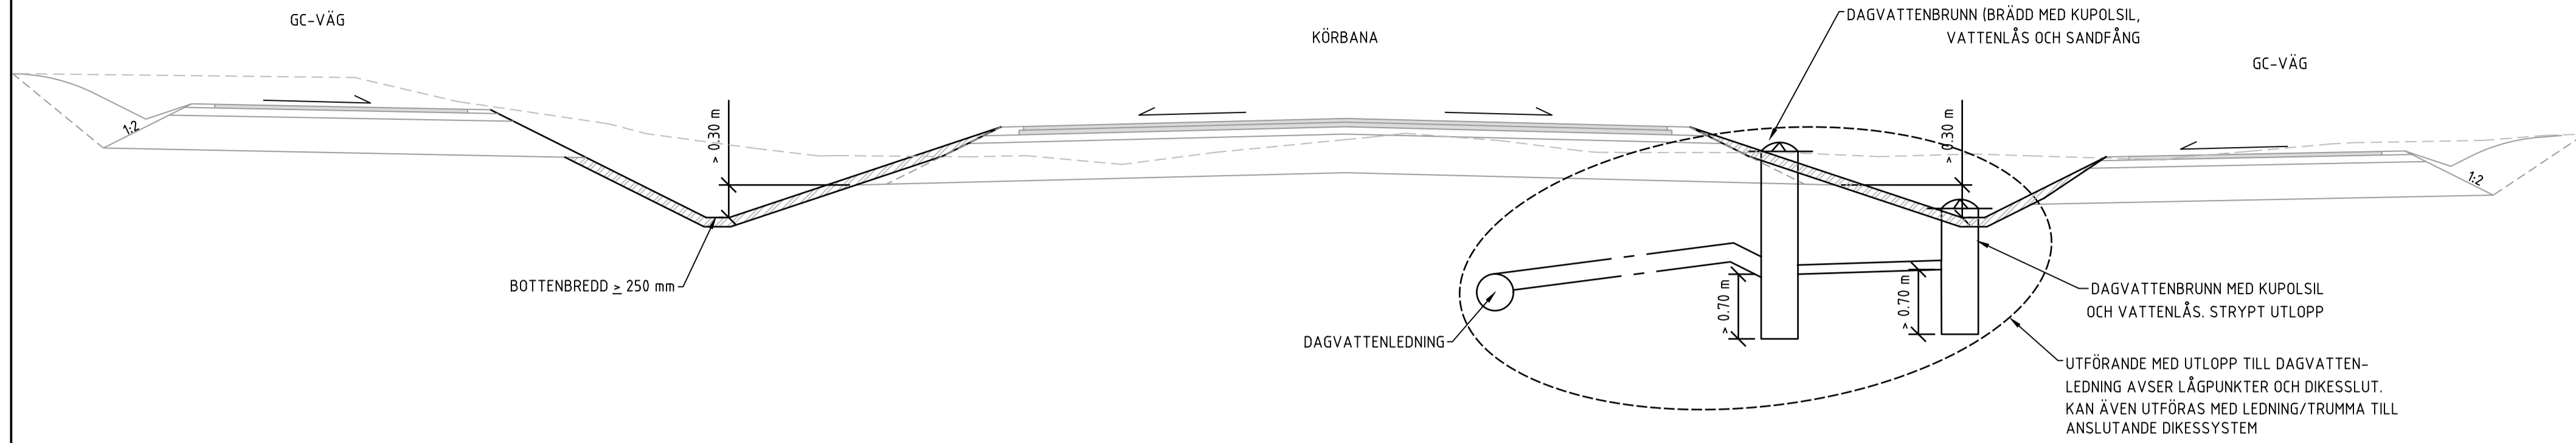 GC-VÄG
KÖRBANA
DAGVATTENBRUNN (BRÄDD MED KUPOLSIL,
VATTENLÅS OCH SANDFÅNG
GC-VÄG
1:2
> 0.30 m
> 0.30 m
1:2
BOTTENBREDD ≥ 250 mm
DAGVATTENLEDNING
> 0.70 m
> 0.70 m
DAGVATTENBRUNN MED KUPOLSIL
OCH VATTENLÅS. STRYPT UTLOPP
UTFÖRANDE MED UTLOPP TILL DAGVATTEN-
LEDNING AVSER LÅGPUNKTER OCH DIKESSLUT.
KAN ÄVEN UTFÖRAS MED LEDNING/TRUMMA TILL
ANSLUTANDE DIKESSYSTEM